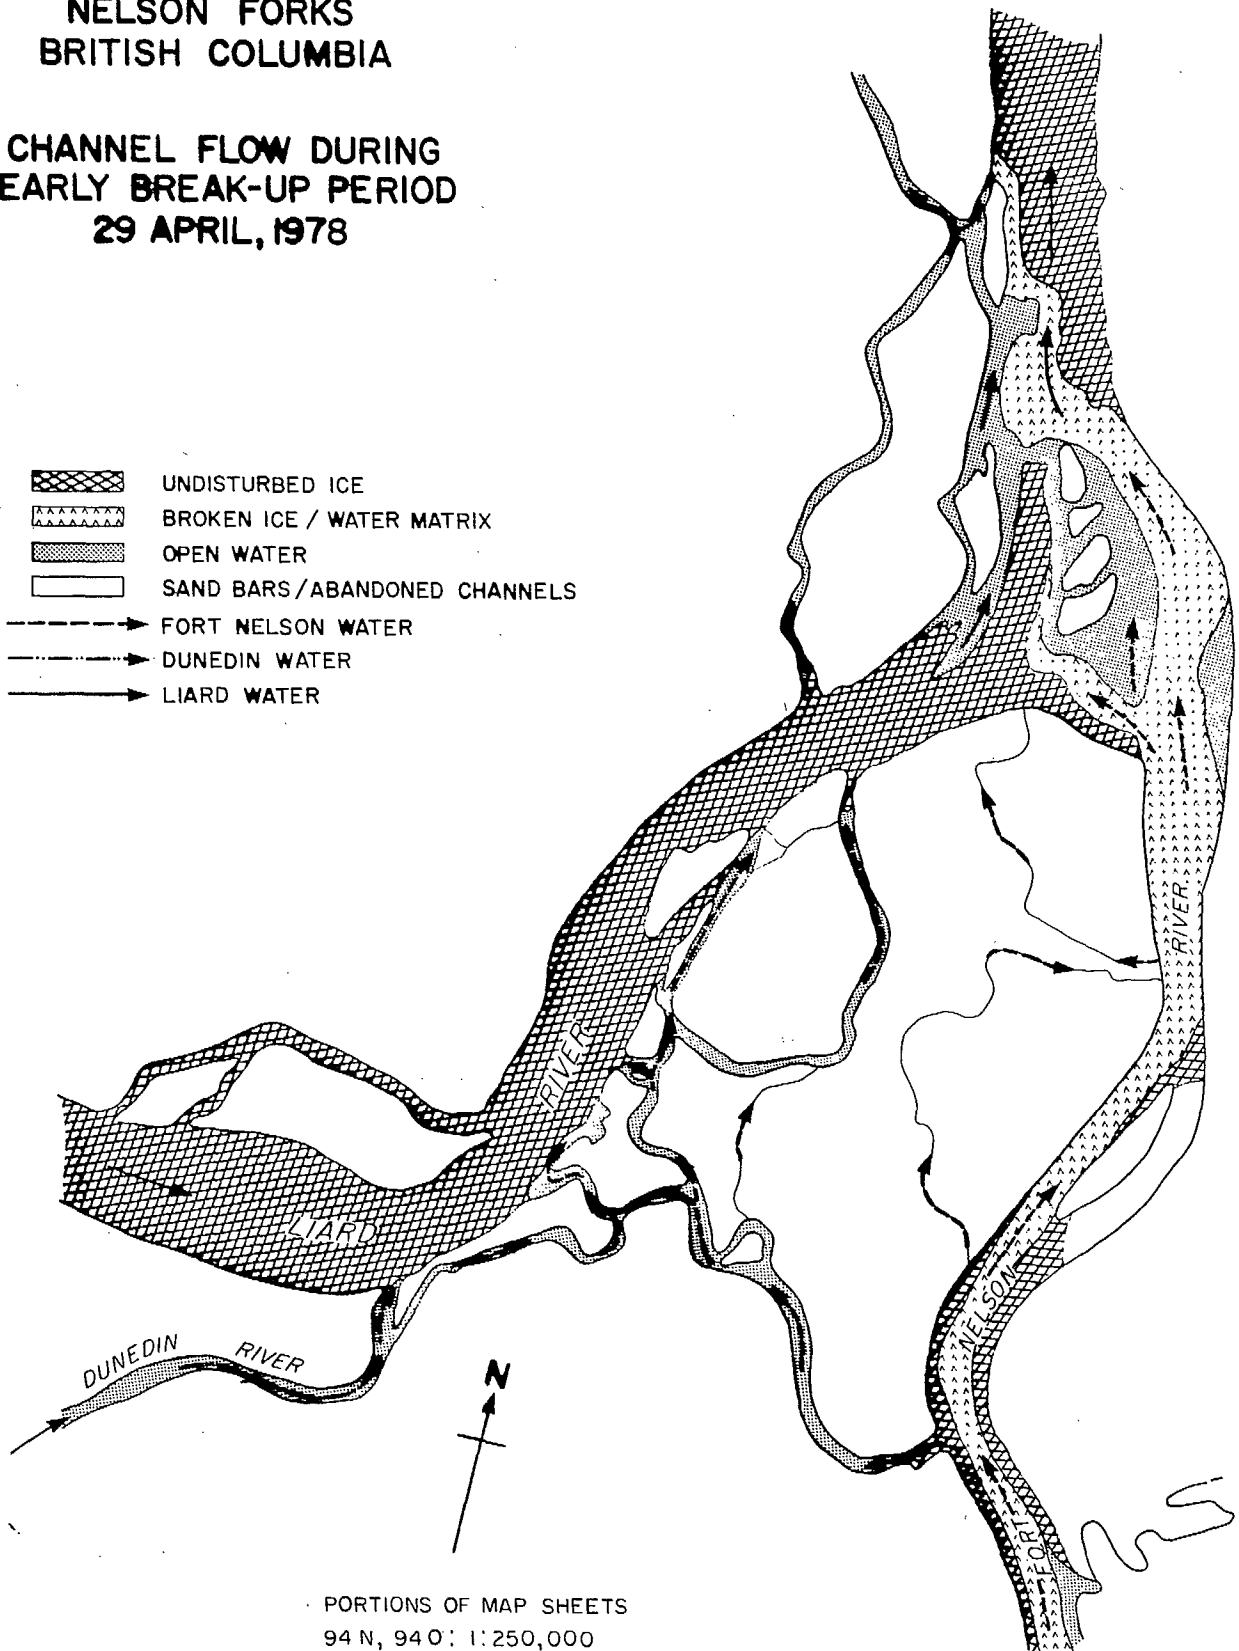 NELSON FORKS
BRITISH COLUMBIA
CHANNEL FLOW DURING
EARLY BREAK-UP PERIOD
29 APRIL, 1978
UNDISTURBED ICE
BROKEN ICE / WATER MATRIX
OPEN WATER
SAND BARS/ABANDONED CHANNELS
FORT NELSON WATER
DUNEDIN WATER
LIARD WATER
RIVER
RIVER
LIARD
NELSON
DUNEDIN RIVER
N
FORT
PORTIONS OF MAP SHEETS
94 N, 94 O: 1:250,000